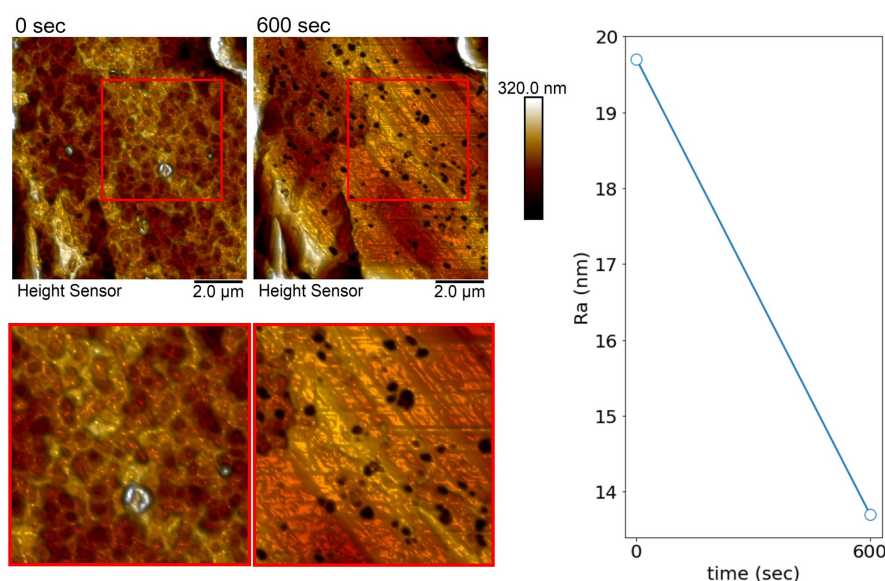 0 sec
600 sec
320.0 nm
Height Sensor
2.0 µm
Height Sensor
2.0 µm
20
19
18
17
16
15
14
Ra (nm)
0
600
time (sec)